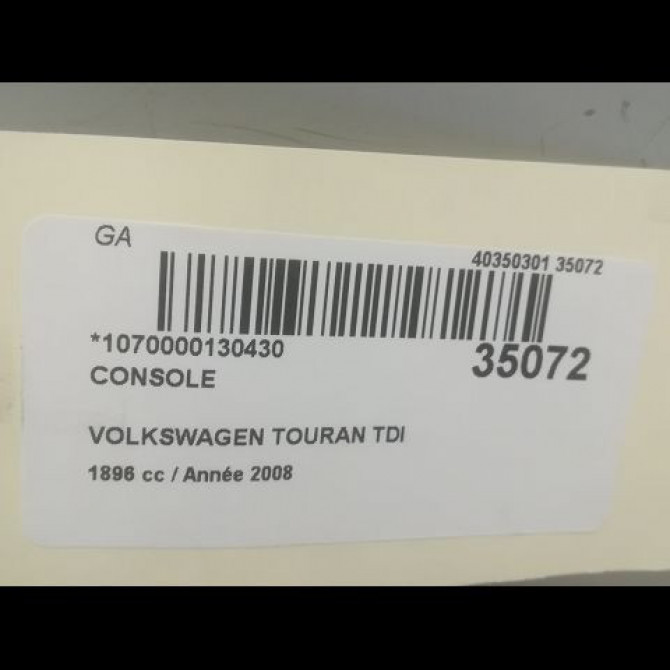 GA
40350301 35072
*1070000130430
35072
CONSOLE
VOLKSWAGEN TOURAN TDI
1896 cc / Année 2008